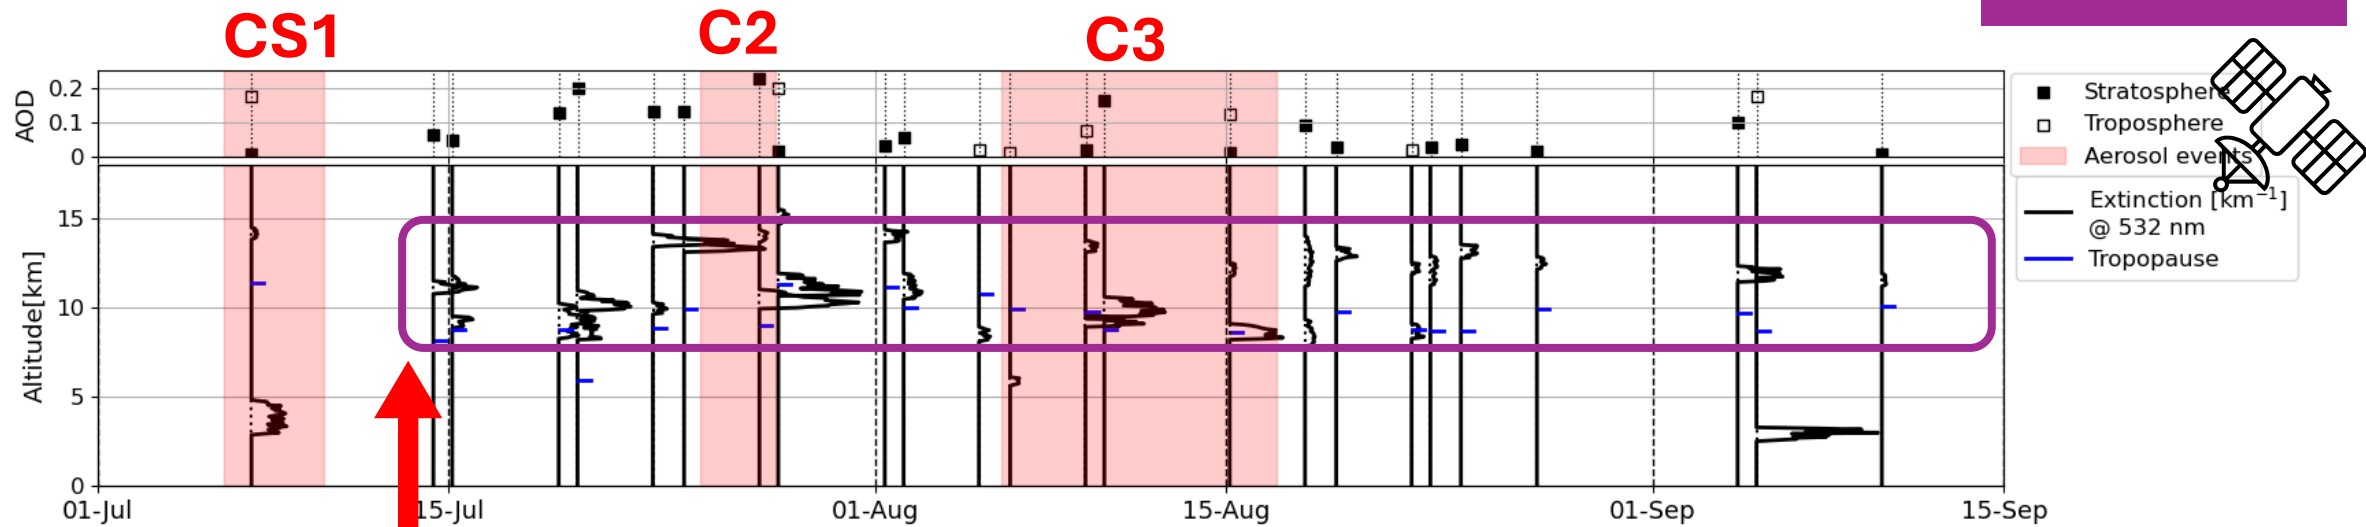 CS1 C2 C3
AOD
0.2
0.1
0
Stratosphere
Troposphere
Aerosol events
Extinction [km⁻¹]
@ 532 nm
Tropopause
Altitude[km]
15
10
5
0
01-Jul 15-Jul 01-Aug 15-Aug 01-Sep 15-Sep